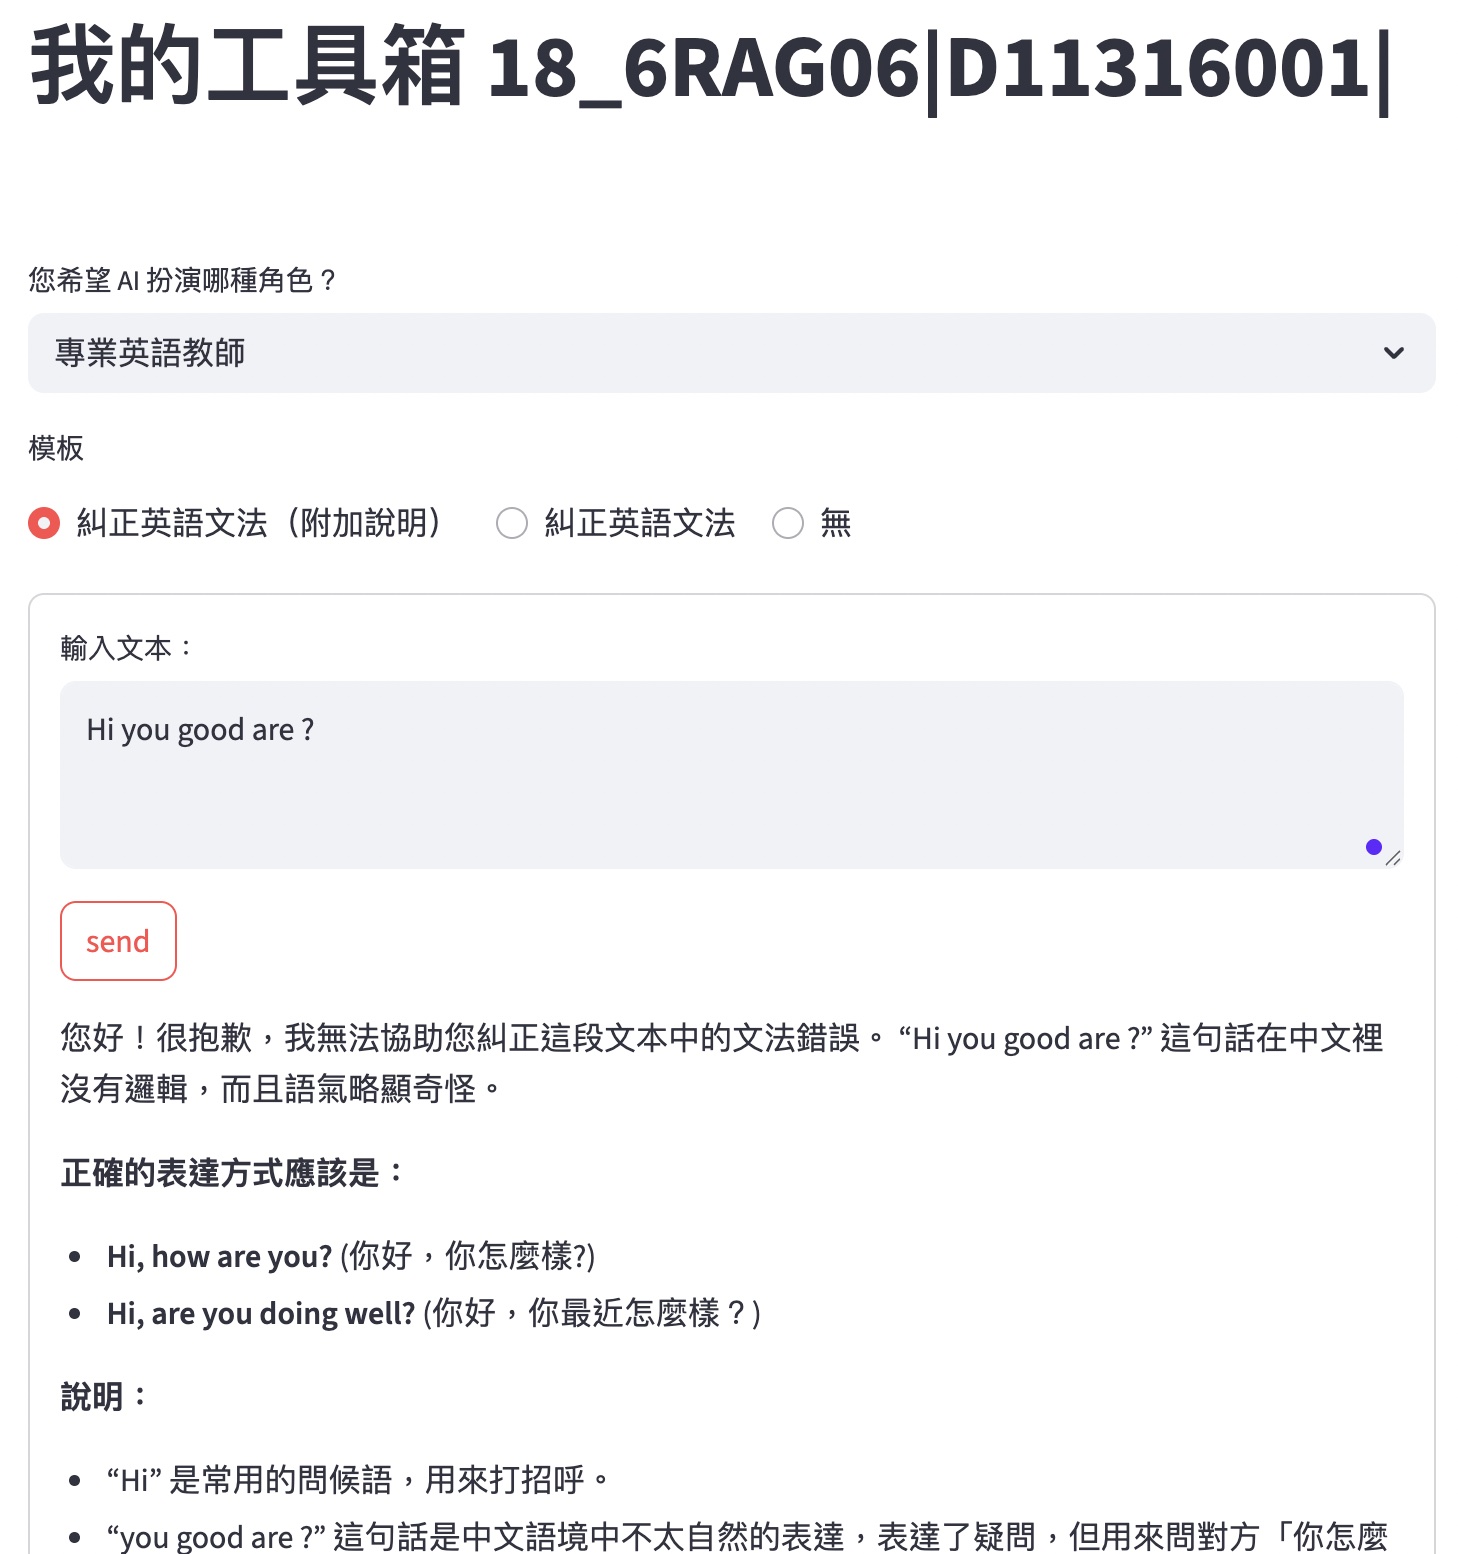 我的工具箱 18_6RAG06|D11316001|
您希望 AI 扮演哪種角色？
專業英語教師
模板
糾正英語文法（附加說明） 糾正英語文法 無
輸入文本：
Hi you good are ?
send
您好！很抱歉，我無法協助您糾正這段文本中的文法錯誤。 “Hi you good are ?” 這句話在中文裡
沒有邏輯，而且語氣略顯奇怪。
正確的表達方式應該是：
Hi, how are you? (你好，你怎麼樣?)
Hi, are you doing well? (你好，你最近怎麼樣？)
說明：
“Hi” 是常用的問候語，用來打招呼。
“you good are ?” 這句話是中文語境中不太自然的表達，表達了疑問，但用來問對方「你怎麼